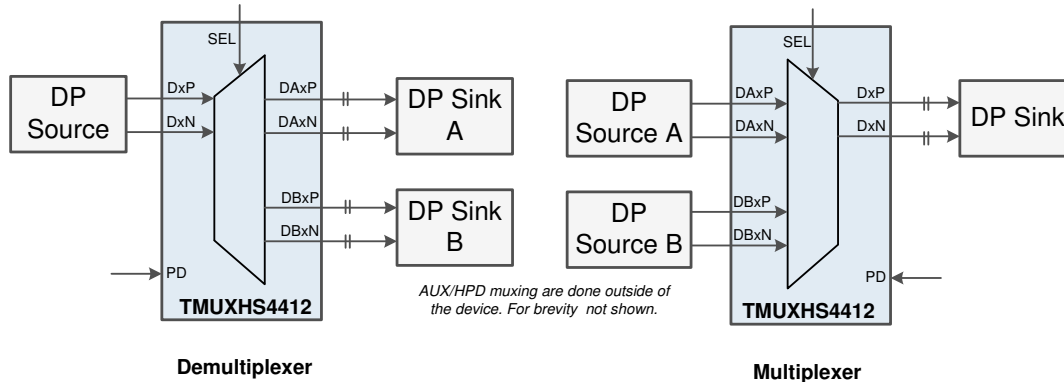 SEL
DP
Source
DxP
DxN
DAxP
DAxN
DP Sink
A
DBxP
DBxN
DP Sink
B
PD
TMUXHS4412
Demultiplexer
AUX/HPD muxing are done outside of
the device. For brevity not shown.
SEL
DP
Source A
DAxP
DAxN
DP
Source B
DBxP
DBxN
DxP
DxN
DP Sink
PD
TMUXHS4412
Multiplexer